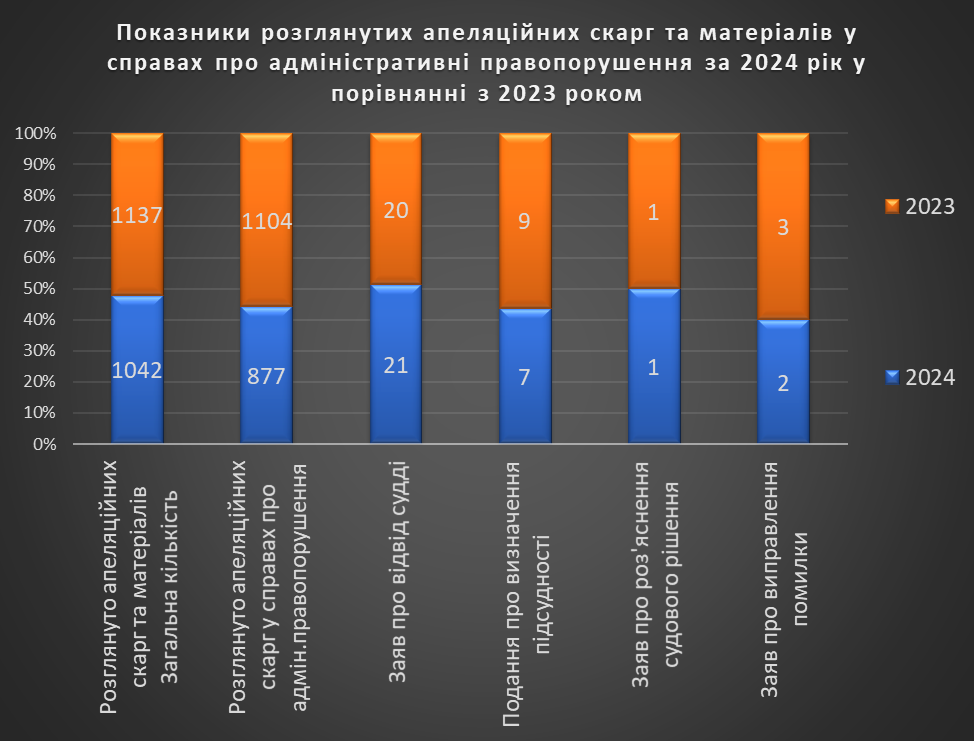 Показники розглянутих апеляційних скарг та матеріалів у
справах про адміністративні правопорушення за 2024 рік у
порівнянні з 2023 роком
100%
90%
80%
70%
60%
50%
40%
30%
20%
10%
0%
1137
1104
20
9
1
3
1042
877
21
7
1
2
2023
2024
Розглянуто апеляційних
скарг та матеріалів
Загальна кількість
Розглянуто апеляційних
скарг у справах про
адмін.правопорушення
Заяв про відвід судді
Подання про визначення
підсудності
Заяв про роз'яснення
судового рішення
Заяв про виправлення
помилки